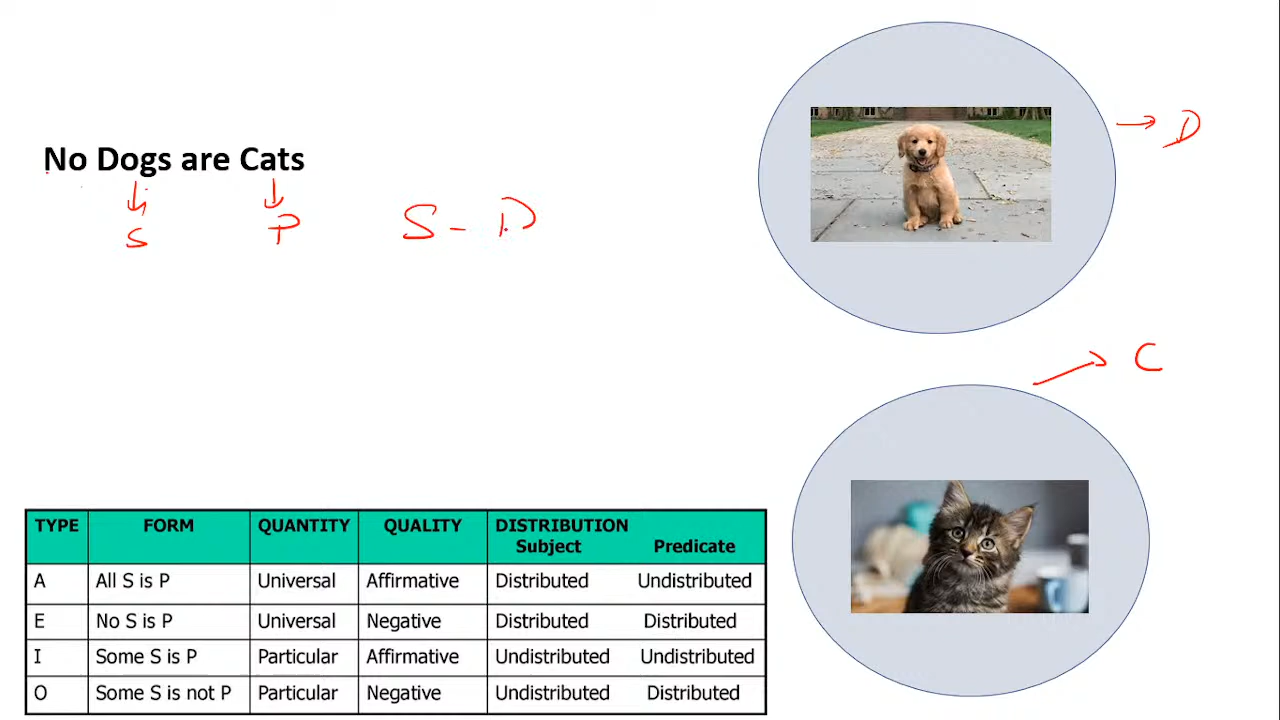 No Dogs are Cats
S P S - D
D
C
TYPE FORM QUANTITY QUALITY DISTRIBUTION
Subject Predicate
A All S is P Universal Affirmative Distributed Undistributed
E No S is P Universal Negative Distributed Distributed
I Some S is P Particular Affirmative Undistributed Undistributed
O Some S is not P Particular Negative Undistributed Distributed